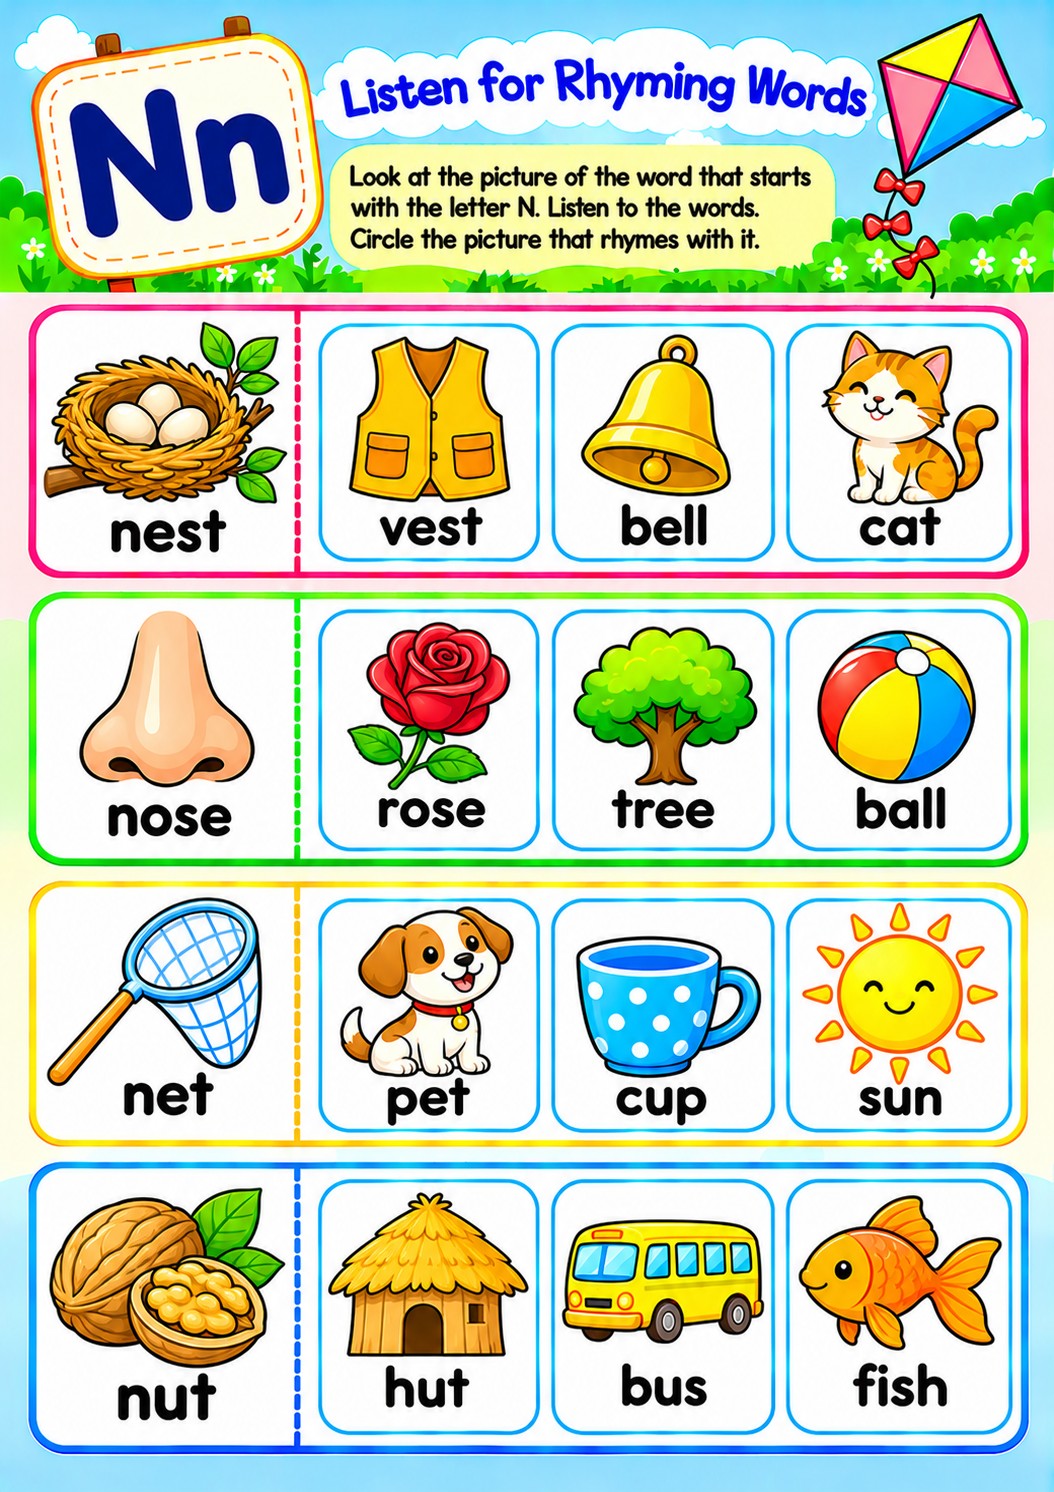 Nn
Listen for Rhyming Words
Look at the picture of the word that starts
with the letter N. Listen to the words.
Circle the picture that rhymes with it.
nest
vest
bell
cat
nose
rose
tree
ball
net
pet
cup
sun
nut
hut
bus
fish